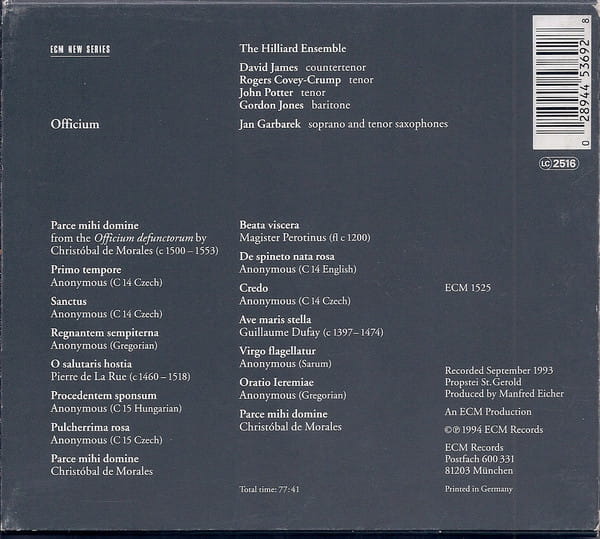 ECM NEW SERIES
Officium
The Hilliard Ensemble
David James countertenor
Rogers Covey-Crump tenor
John Potter tenor
Gordon Jones baritone
Jan Garbarek soprano and tenor saxophones
0 28944 53692 8
LC 2516
Parce mihi domine
from the Officium defunctorum by
Christóbal de Morales (c 1500–1553)
Primo tempore
Anonymous (C 14 Czech)
Sanctus
Anonymous (C 14 Czech)
Regnantem sempiterna
Anonymous (Gregorian)
O salutaris hostia
Pierre de La Rue (c 1460–1518)
Procedentem sponsum
Anonymous (C 15 Hungarian)
Pulcherrima rosa
Anonymous (C 15 Czech)
Parce mihi domine
Christóbal de Morales
Beata viscera
Magister Perotinus (fl c 1200)
De spineto nata rosa
Anonymous (C 14 English)
Credo
Anonymous (C 14 Czech)
Ave maris stella
Guillaume Dufay (c 1397–1474)
Virgo flagellatur
Anonymous (Sarum)
Oratio Ieremiae
Anonymous (Gregorian)
Parce mihi domine
Christóbal de Morales
Total time: 77:41
ECM 1525
Recorded September 1993
Propstei St. Gerold
Produced by Manfred Eicher
An ECM Production
©℗ 1994 ECM Records
ECM Records
Postfach 600 331
81203 München
Printed in Germany